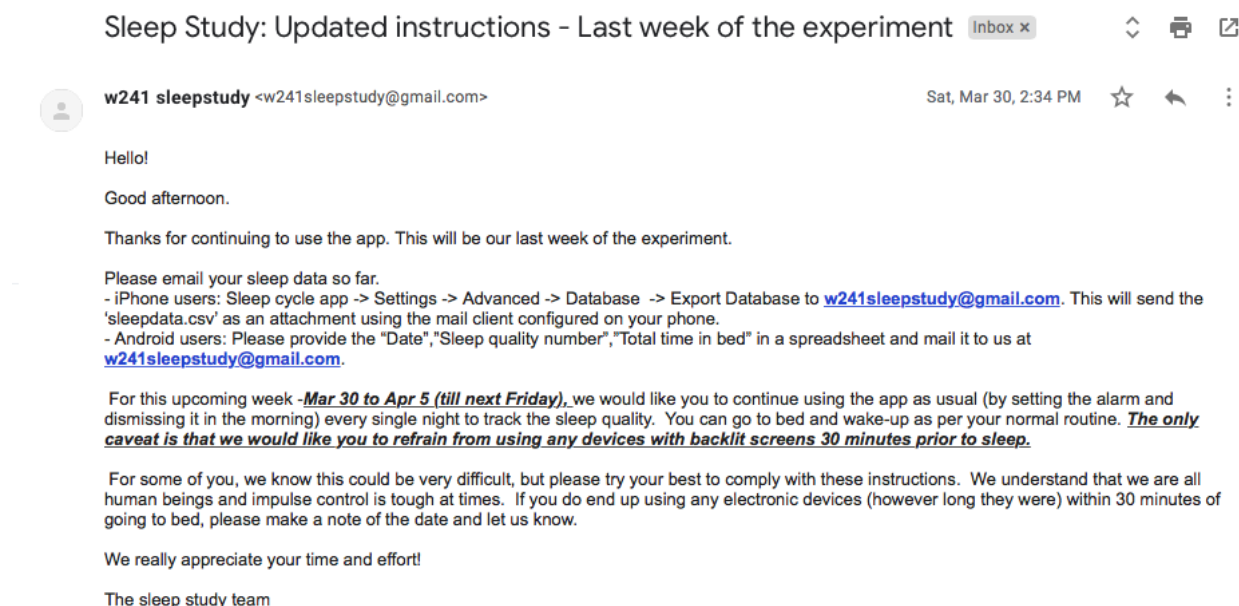 Sleep Study: Updated instructions - Last week of the experiment Inbox x
w241 sleepstudy <w241sleepstudy@gmail.com> Sat, Mar 30, 2:34 PM
Hello!
Good afternoon.
Thanks for continuing to use the app. This will be our last week of the experiment.
Please email your sleep data so far.
- iPhone users: Sleep cycle app -> Settings -> Advanced -> Database  -> Export Database to w241sleepstudy@gmail.com. This will send the
‘sleepdata.csv’ as an attachment using the mail client configured on your phone.
- Android users: Please provide the “Date”,"Sleep quality number”,”Total time in bed” in a spreadsheet and mail it to us at
w241sleepstudy@gmail.com.
For this upcoming week -Mar 30 to Apr 5 (till next Friday), we would like you to continue using the app as usual (by setting the alarm and
dismissing it in the morning) every single night to track the sleep quality.  You can go to bed and wake-up as per your normal routine. The only
caveat is that we would like you to refrain from using any devices with backlit screens 30 minutes prior to sleep.
For some of you, we know this could be very difficult, but please try your best to comply with these instructions.  We understand that we are all
human beings and impulse control is tough at times.  If you do end up using any electronic devices (however long they were) within 30 minutes of
going to bed, please make a note of the date and let us know.
We really appreciate your time and effort!
The sleep study team